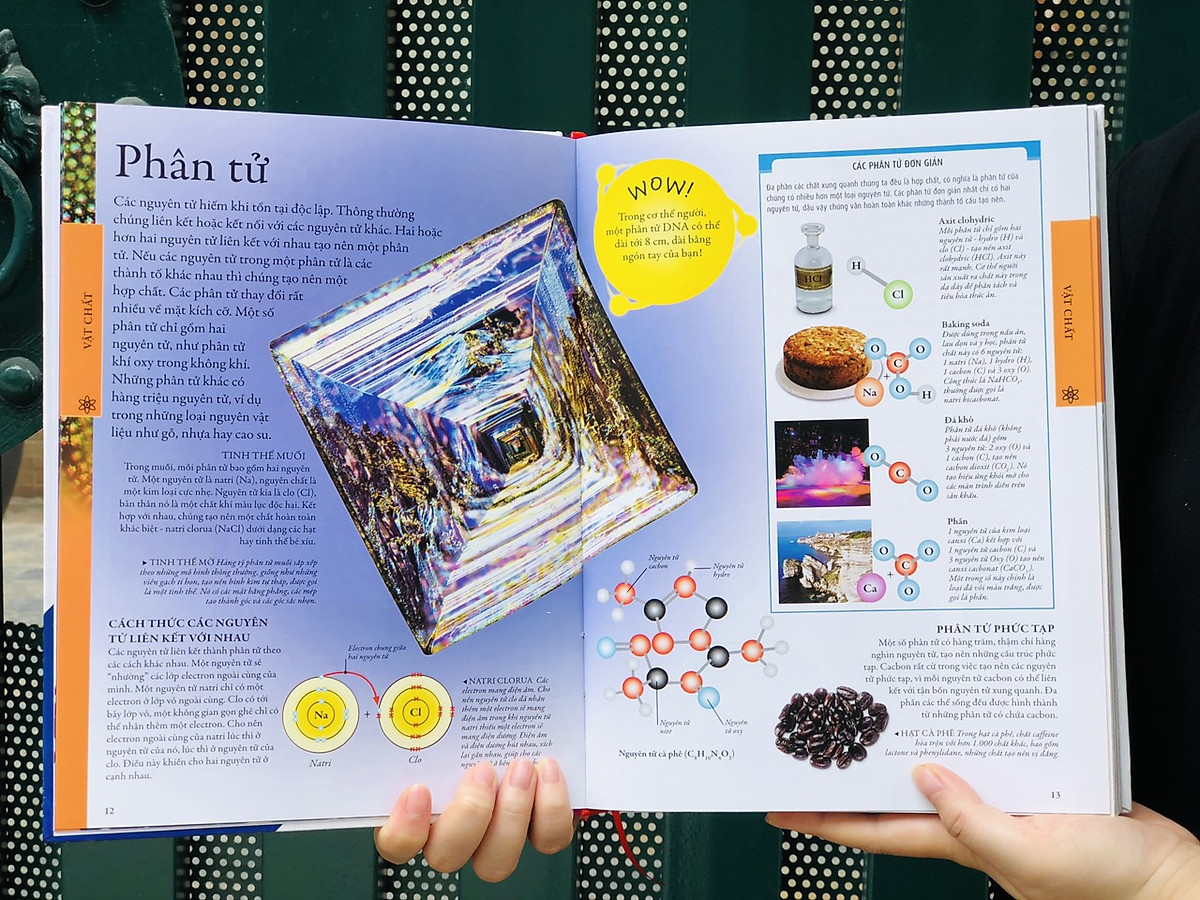 Phân tử
Các nguyên tử hiếm khi tồn tại độc lập. Thông thường
chúng liên kết hoặc kết nối với các nguyên tử khác. Hai hoặc
hơn hai nguyên tử liên kết với nhau tạo nên một phân
tử. Nếu các nguyên tử trong một phân tử là các
thành tố khác nhau thì chúng tạo nên một
hợp chất. Các phân tử thay đổi rất
nhiều về mặt kích cỡ. Một số
phân tử chỉ gồm hai
nguyên tử, như phân tử
khí oxy trong không khí.
Những phân tử khác có
hàng triệu nguyên tử, ví dụ
trong những loại nguyên vật
liệu như gỗ, nhựa hay cao su.
VẬT CHẤT
TINH THỂ MUỐI
Trong muối, mỗi phân tử bao gồm hai nguyên
tử. Một nguyên tử là natri (Na), nguyên chất là
một kim loại cực nhẹ. Nguyên tử kia là clo (Cl),
bản thân nó là một chất khí màu lục độc hại. Kết
hợp với nhau, chúng tạo nên một chất hoàn toàn
khác biệt - natri clorua (NaCl) dưới dạng các hạt
hay tinh thể bé xíu.
▸ TINH THỂ MỜ Hàng tỷ phân tử muối sắp xếp
theo những mô hình thông thường, giống như những
viên gạch tí hon, tạo nên hình kim tự tháp, được gọi
là một tinh thể. Nó có các mặt bằng phẳng, các mép
tạo thành góc và các góc sắc nhọn.
CÁCH THỨC CÁC NGUYÊN
TỬ LIÊN KẾT VỚI NHAU
Các nguyên tử liên kết thành phân tử theo
các cách khác nhau. Một nguyên tử sẽ
"nhường" các lớp electron ngoài cùng của
mình. Một nguyên tử natri chỉ có một
electron ở lớp vỏ ngoài cùng. Clo có tới
bảy lớp vỏ, một không gian gọn ghẽ chỉ có
thể nhận thêm một electron. Cho nên
electron ngoài cùng của natri lúc thì ở
nguyên tử của nó, lúc thì ở nguyên tử của
clo. Điều này khiến cho hai nguyên tử ở
cạnh nhau.
Electron chung giữa
hai nguyên tử
Na
+
Cl
Natri
Clo
◂ NATRI CLORUA Các
electron mang điện âm. Cho
nên nguyên tử clo đã nhận
thêm một electron sẽ mang
điện âm trong khi nguyên tử
natri thiếu một electron sẽ
mang điện dương. Điện âm
và điện dương hút nhau, xích
lại gần nhau, giúp cho các
12
WOW!
Trong cơ thể người,
một phân tử DNA có thể
dài tới 8 cm, dài bằng
ngón tay của bạn!
CÁC PHÂN TỬ ĐƠN GIẢN
Đa phần các chất xung quanh chúng ta đều là hợp chất, có nghĩa là phân tử của
chúng có nhiều hơn một loại nguyên tử. Các phân tử đơn giản nhất chỉ có hai
nguyên tử, dẫu vậy chúng vẫn hoàn toàn khác những thành tố cấu tạo nên.
HCl
H
Cl
Axit clohydric
Mỗi phân tử chỉ gồm hai
nguyên tử - hydro (H) và
clo (Cl) - tạo nên axit
clohydric (HCl). Axit này
rất mạnh. Cơ thể người
sản xuất ra chất này trong
dạ dày để phân tách và
tiêu hóa thức ăn.
O
C
O
Na
+
O
H
Baking soda
Được dùng trong nấu ăn,
lau dọn và y học, phân tử
chất này có 6 nguyên tử:
1 natri (Na), 1 hydro (H),
1 cacbon (C) và 3 oxy (O).
Công thức là NaHCO₃,
thường được gọi là
natri bicacbonat.
O
C
O
Đá khô
Phân tử đá khô (không
phải nước đá) gồm
3 nguyên tử: 2 oxy (O) và
1 cacbon (C), tạo nên
cacbon dioxit (CO₂). Nó
tạo hiệu ứng khói mờ cho
các màn trình diễn trên
sân khấu.
O
C
O
Ca
+
O
Phấn
1 nguyên tử của kim loại
canxi (Ca) kết hợp với
1 nguyên tử cacbon (C) và
3 nguyên tử Oxy (O) tạo nên
canxi cacbonat (CaCO₃).
Một trong số này chính là
loại đá vôi màu trắng, được
gọi là phấn.
VẬT CHẤT
Nguyên tử
cacbon
Nguyên tử
hydro
Nguyên tử
nitơ
Nguyên tử
oxy
Nguyên tử cà phê (C₈H₁₀N₄O₂)
PHÂN TỬ PHỨC TẠP
Một số phân tử có hàng trăm, thậm chí hàng
nghìn nguyên tử, tạo nên những cấu trúc phức
tạp. Cacbon rất cừ trong việc tạo nên các nguyên
tử phức tạp, vì mỗi nguyên tử cacbon có thể liên
kết với tận bốn nguyên tử xung quanh. Đa
phần các thể sống đều được hình thành
từ những phân tử có chứa cacbon.
◂ HẠT CÀ PHÊ Trong hạt cà phê, chất caffeine
hòa trộn với hơn 1.000 chất khác, bao gồm
lactone và phenylidane, những chất tạo nên vị đắng.
13